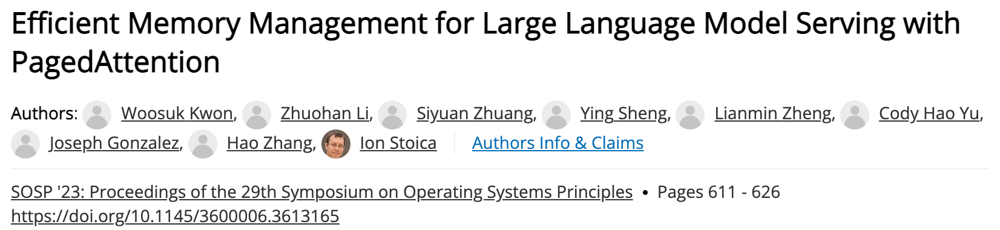 Efficient Memory Management for Large Language Model Serving with
PagedAttention
Authors: Woosuk Kwon, Zhuohan Li, Siyuan Zhuang, Ying Sheng, Lianmin Zheng, Cody Hao Yu,
Joseph Gonzalez, Hao Zhang, Ion Stoica Authors Info & Claims
SOSP '23: Proceedings of the 29th Symposium on Operating Systems Principles • Pages 611 - 626
https://doi.org/10.1145/3600006.3613165